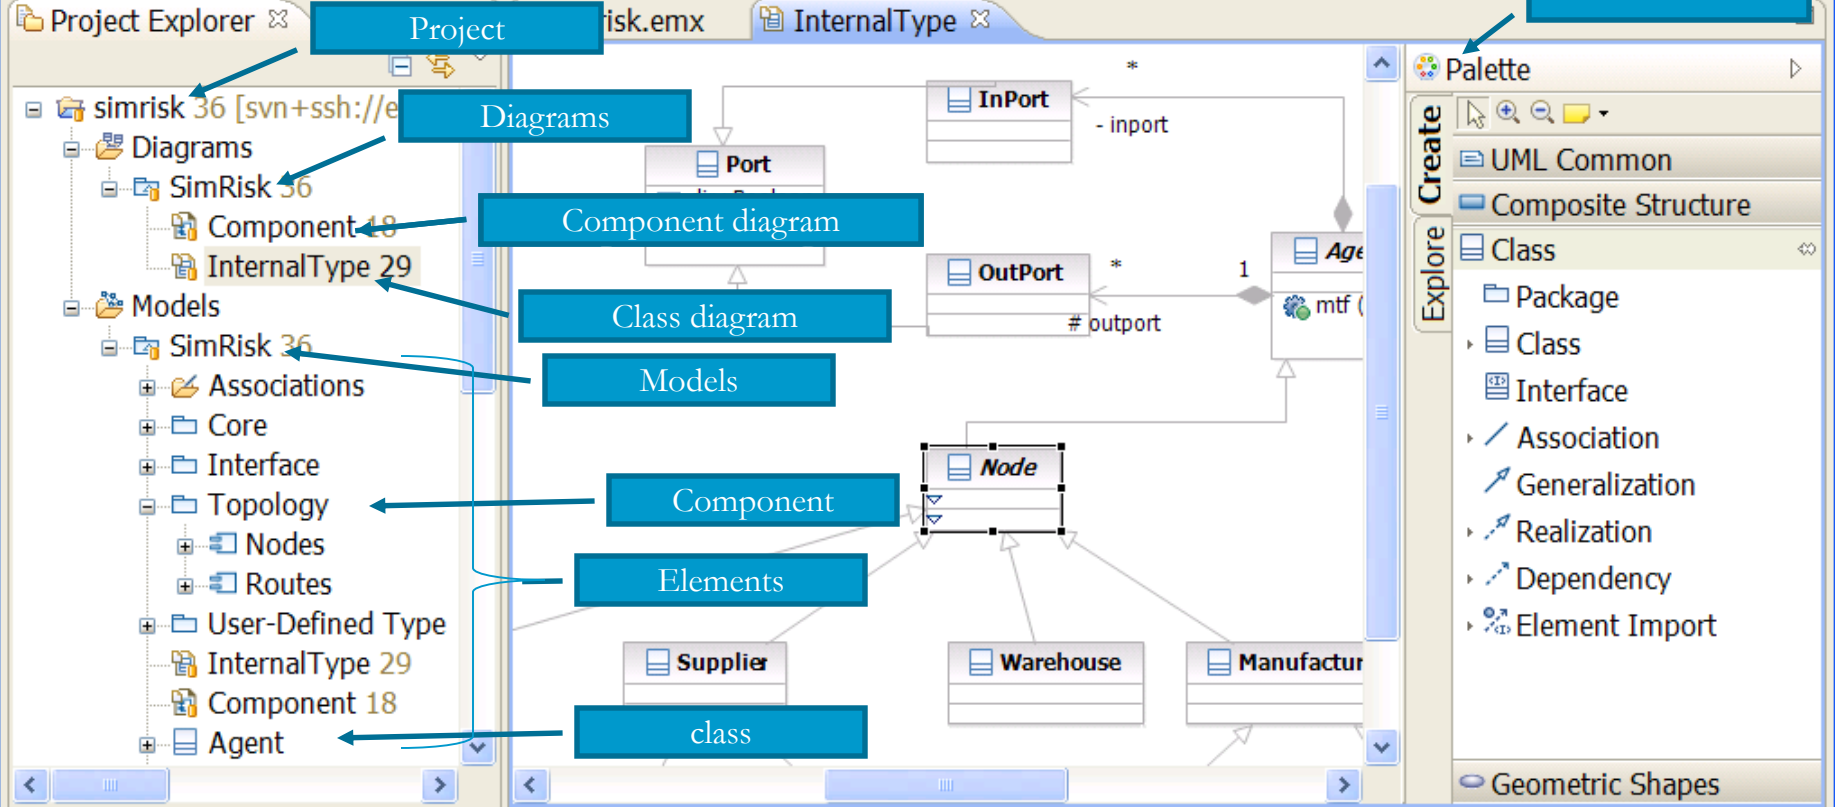 Project Explorer
Project
simrisk 36 [svn+ssh://e
Diagrams
Diagrams
SimRisk 36
Component 18
Component diagram
InternalType 29
Class diagram
Models
SimRisk 36
Models
Associations
Core
Interface
Topology
Component
Nodes
Elements
Routes
User-Defined Type
InternalType 29
Component 18
Agent
class
risk.emx
InternalType
InPort
*
- inport
Port
OutPort
*
1
# outport
Age
mtf (
Node
Supplier
Warehouse
Manufactur
Palette
Create
Explore
UML Common
Composite Structure
Class
Package
Class
Interface
Association
Generalization
Realization
Dependency
Element Import
Geometric Shapes